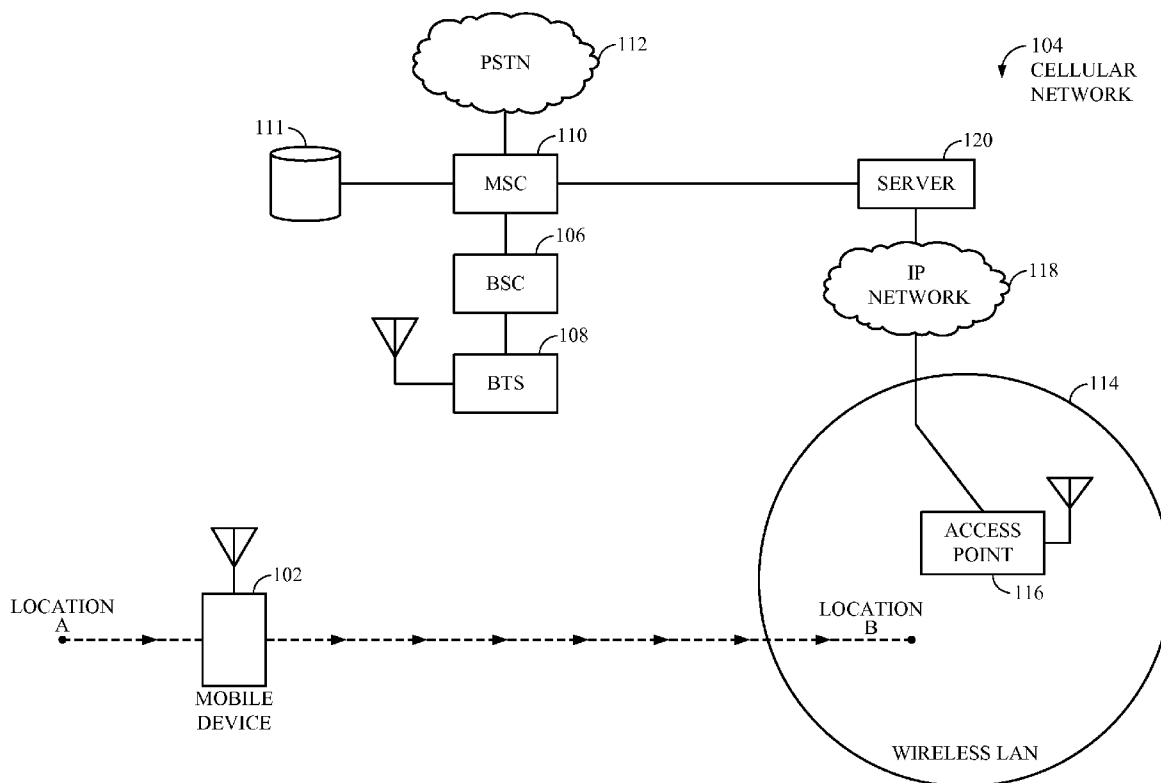 112
PSTN
104
CELLULAR
NETWORK
111
110
MSC
120
SERVER
106
BSC
IP
NETWORK
118
108
BTS
114
ACCESS
POINT
116
102
LOCATION
A
LOCATION
B
MOBILE
DEVICE
WIRELESS LAN